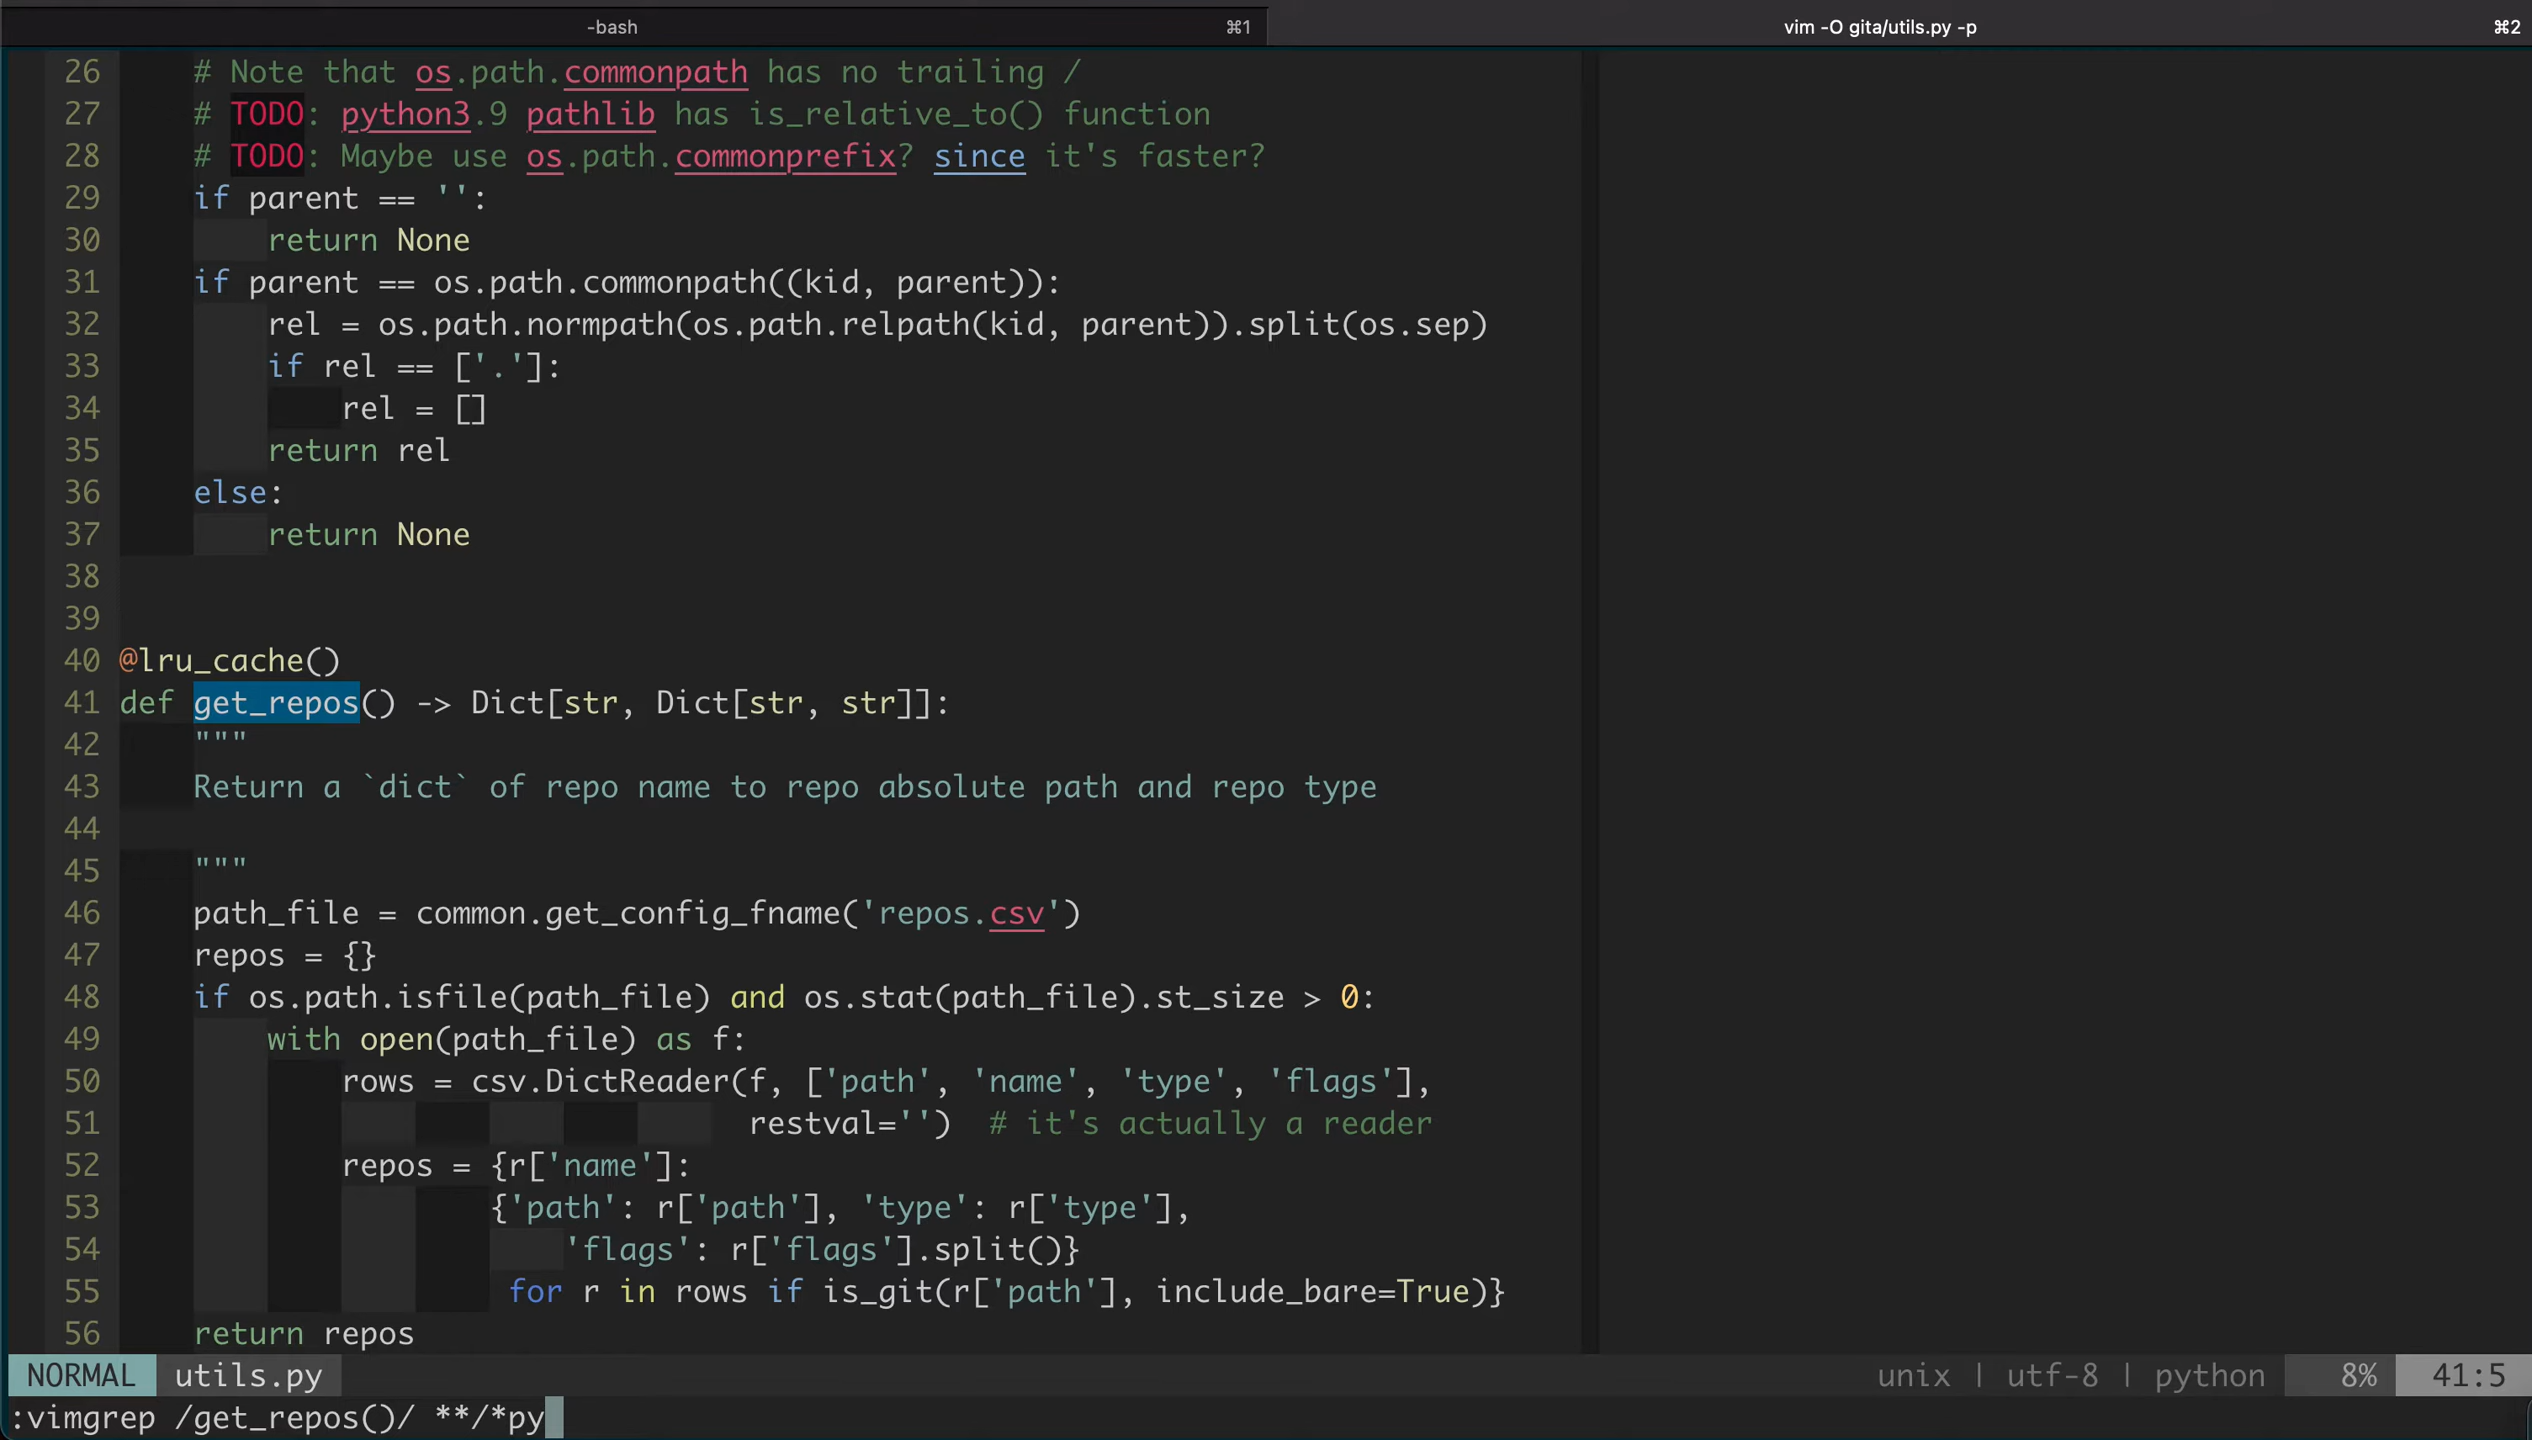 -bash ⌘1 vim -O gita/utils.py -p ⌘2
26 # Note that os.path.commonpath has no trailing /
27 # TODO: python3.9 pathlib has is_relative_to() function
28 # TODO: Maybe use os.path.commonprefix? since it's faster?
29 if parent == '':
30 return None
31 if parent == os.path.commonpath((kid, parent)):
32 rel = os.path.normpath(os.path.relpath(kid, parent)).split(os.sep)
33 if rel == ['.']:
34 rel = []
35 return rel
36 else:
37 return None
38
39
40 @lru_cache()
41 def get_repos() -> Dict[str, Dict[str, str]]:
42 """
43 Return a `dict` of repo name to repo absolute path and repo type
44
45 """
46 path_file = common.get_config_fname('repos.csv')
47 repos = {}
48 if os.path.isfile(path_file) and os.stat(path_file).st_size > 0:
49 with open(path_file) as f:
50 rows = csv.DictReader(f, ['path', 'name', 'type', 'flags'],
51 restval='') # it's actually a reader
52 repos = {r['name']:
53 {'path': r['path'], 'type': r['type'],
54 'flags': r['flags'].split()}
55 for r in rows if is_git(r['path'], include_bare=True)}
56 return repos
NORMAL utils.py unix | utf-8 | python 8% 41:5
:vimgrep /get_repos()/ **/*py